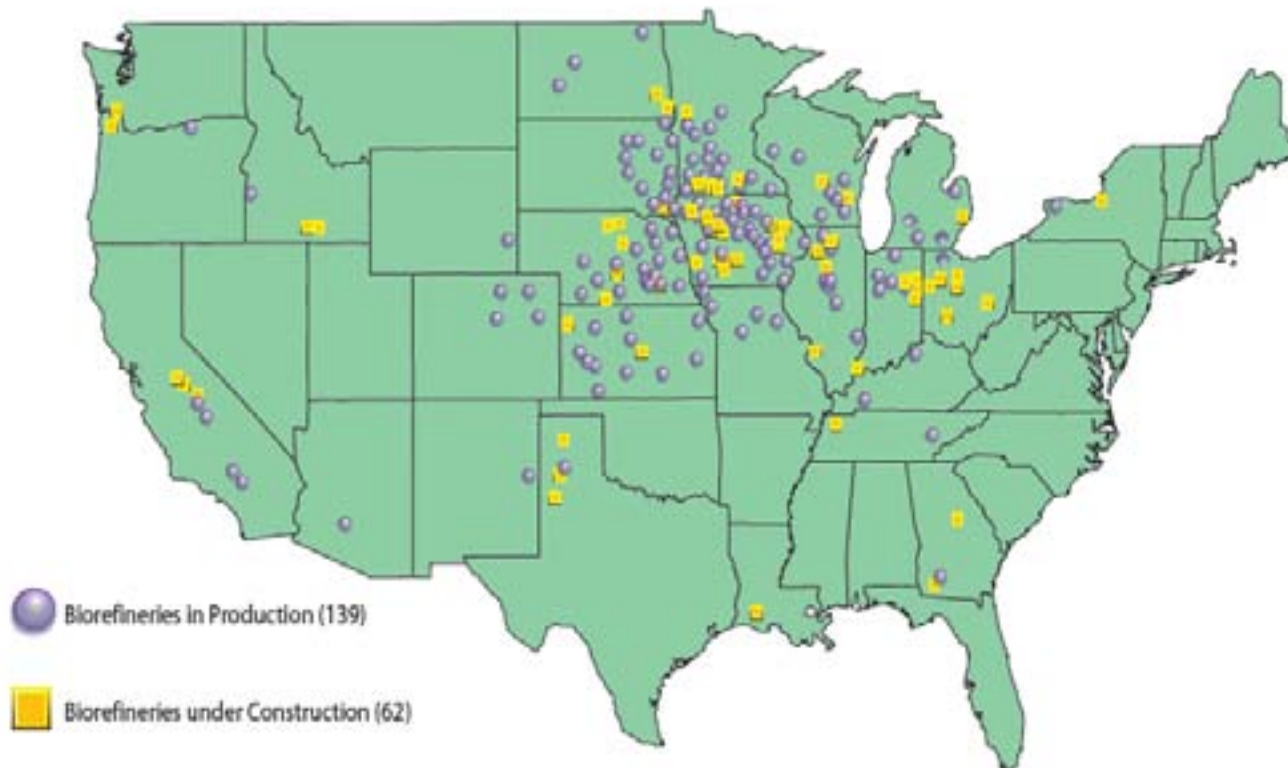 Biorefineries in Production (139)
Biorefineries under Construction (62)